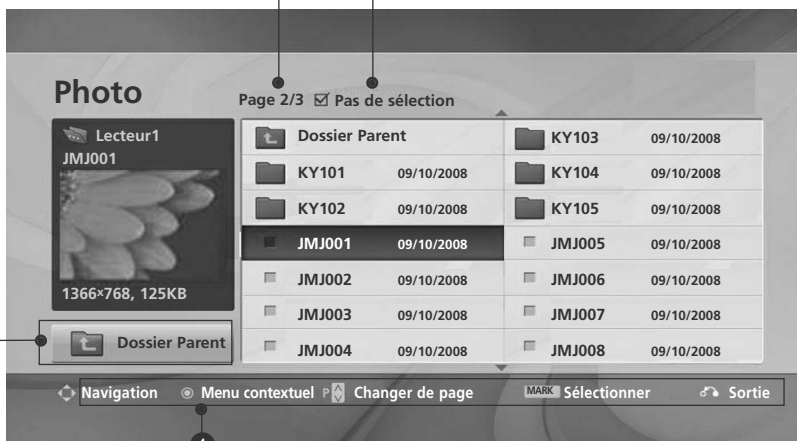 Photo
Page 2/3 Pas de sélection
Lecteur1
JMJ001
1366×768, 125KB
Dossier Parent
Dossier Parent
KY101 09/10/2008
KY102 09/10/2008
JMJ001 09/10/2008
JMJ002 09/10/2008
JMJ003 09/10/2008
JMJ004 09/10/2008
KY103 09/10/2008
KY104 09/10/2008
KY105 09/10/2008
JMJ005 09/10/2008
JMJ006 09/10/2008
JMJ007 09/10/2008
JMJ008 09/10/2008
Navigation Menu contextuel P Changer de page MARK Sélectionner Sortie